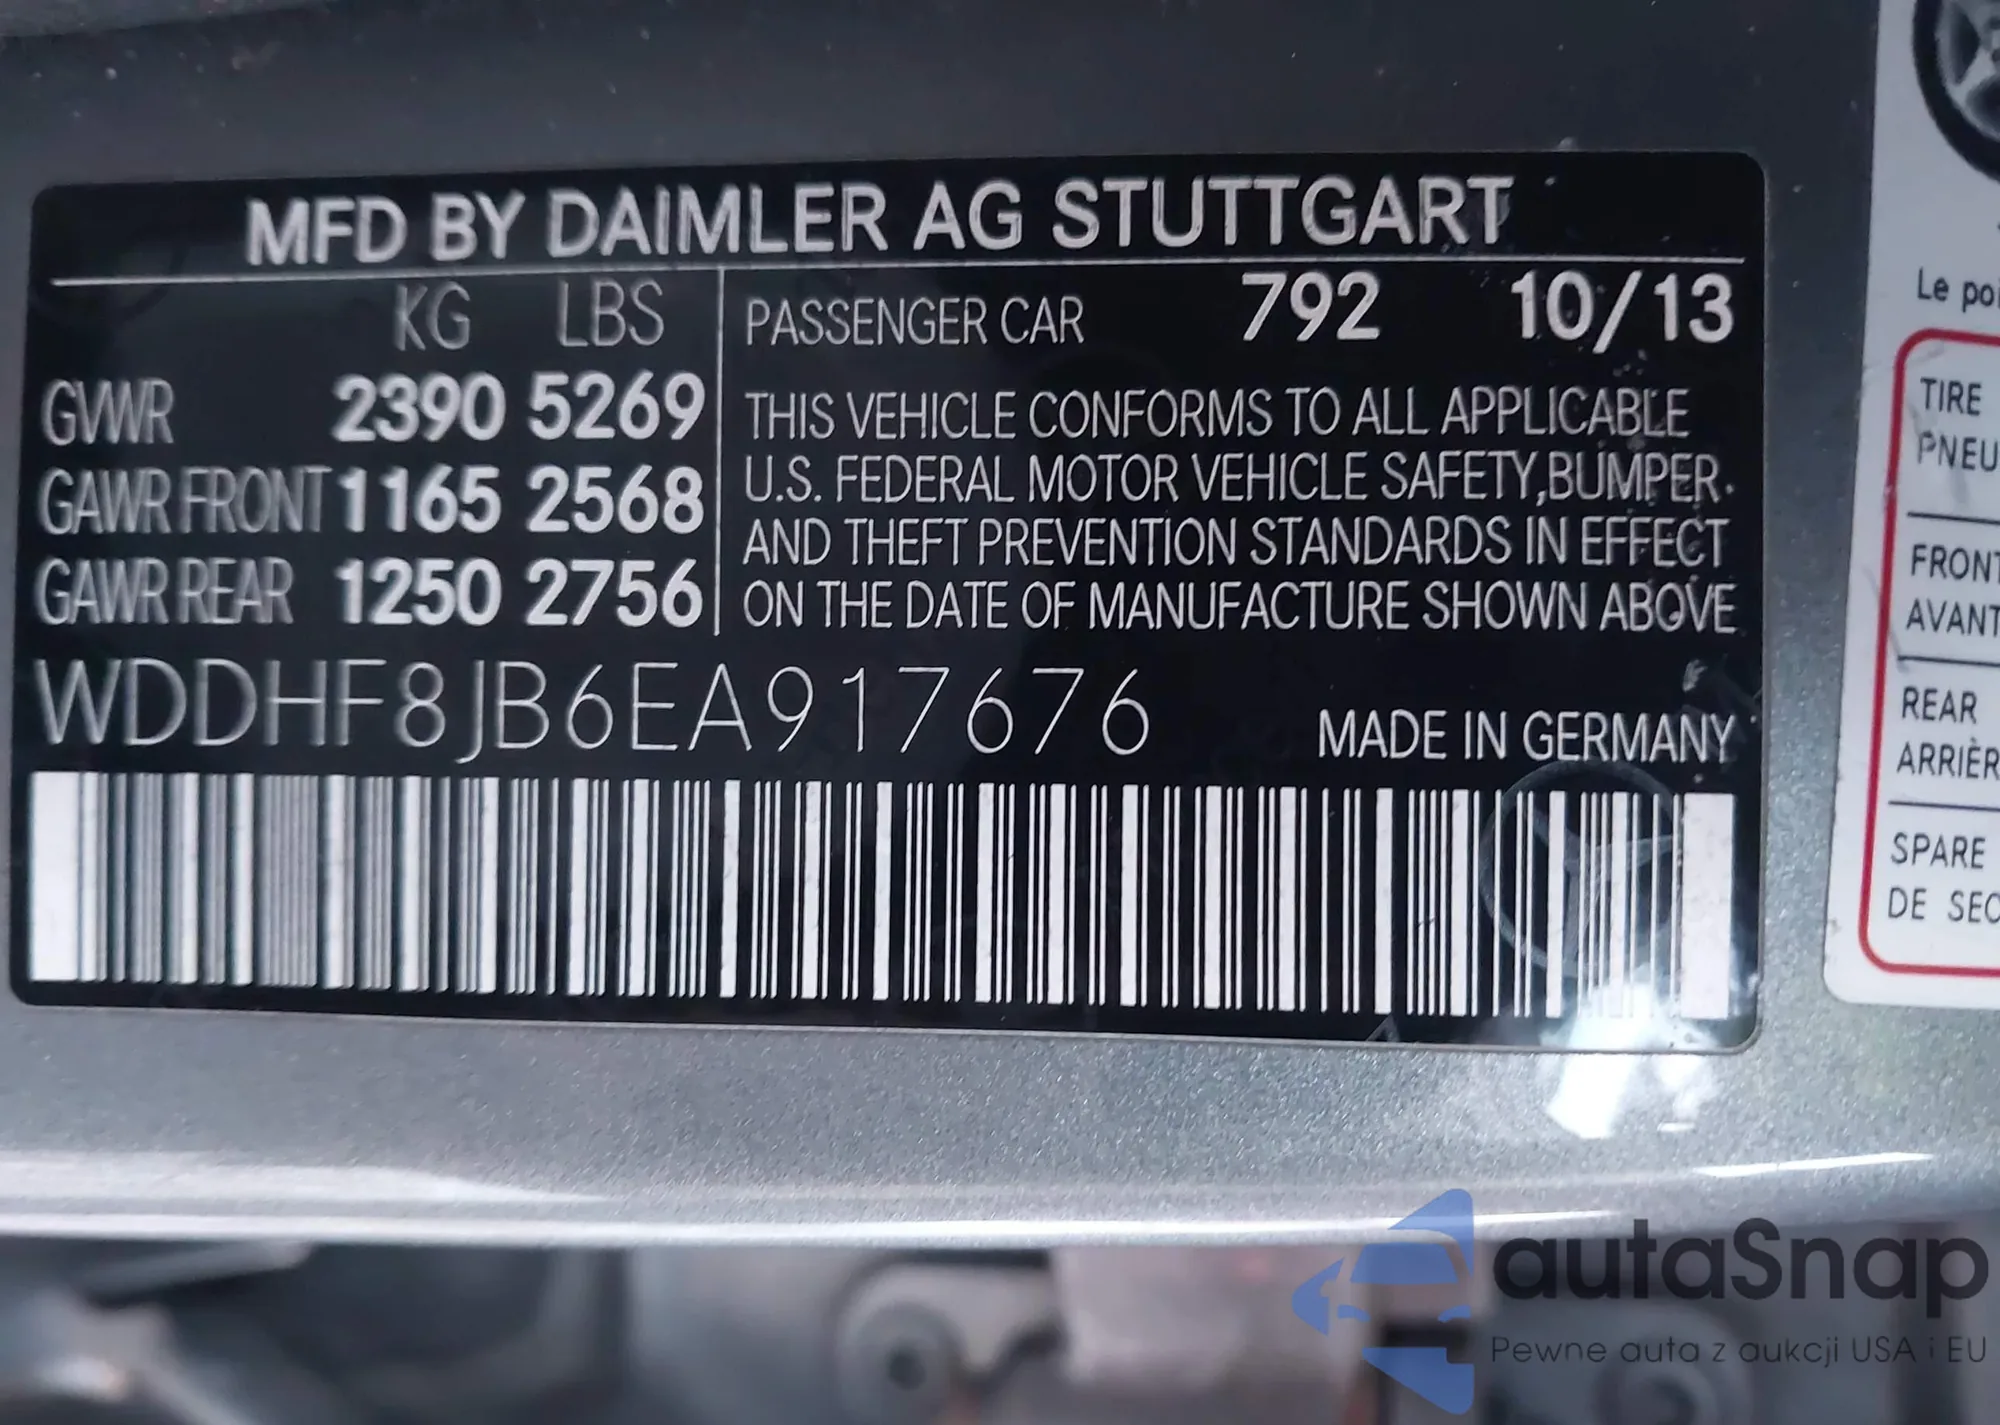 MFD BY DAIMLER AG STUTTGART
KG LBS
GVWR 2390 5269
GAWR FRONT 1165 2568
GAWR REAR 1250 2756
PASSENGER CAR 792 10/13
THIS VEHICLE CONFORMS TO ALL APPLICABLE
U.S. FEDERAL MOTOR VEHICLE SAFETY, BUMPER
AND THEFT PREVENTION STANDARDS IN EFFECT
ON THE DATE OF MANUFACTURE SHOWN ABOVE
WDDHF8JB6EA917676
MADE IN GERMANY
Le poi
TIRE
PNEU
FRONT
AVANT
REAR
ARRIÈR
SPARE
DE SEC
autaSnap
Pewne auta z aukcji USA i EU